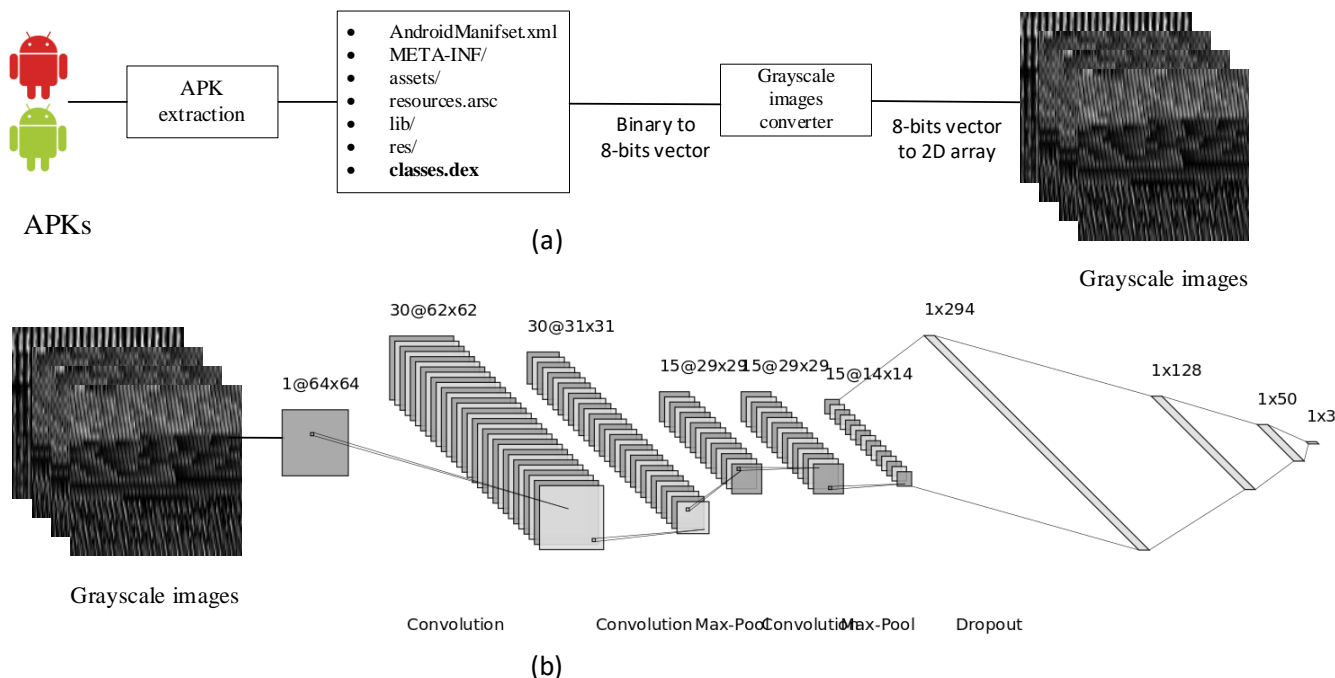 APKs
APK
extraction
• AndroidManifset.xml
• META-INF/
• assets/
• resources.arsc
• lib/
• res/
• classes.dex
Binary to
8-bits vector
Grayscale
images
converter
8-bits vector
to 2D array
Grayscale images
(a)
Grayscale images
1@64x64
30@62x62
30@31x31
15@29x29
15@29x29
15@14x14
1x294
1x128
1x50
1x3
Convolution
Convolution
Max-Pool
Convolution
Max-Pool
Dropout
(b)